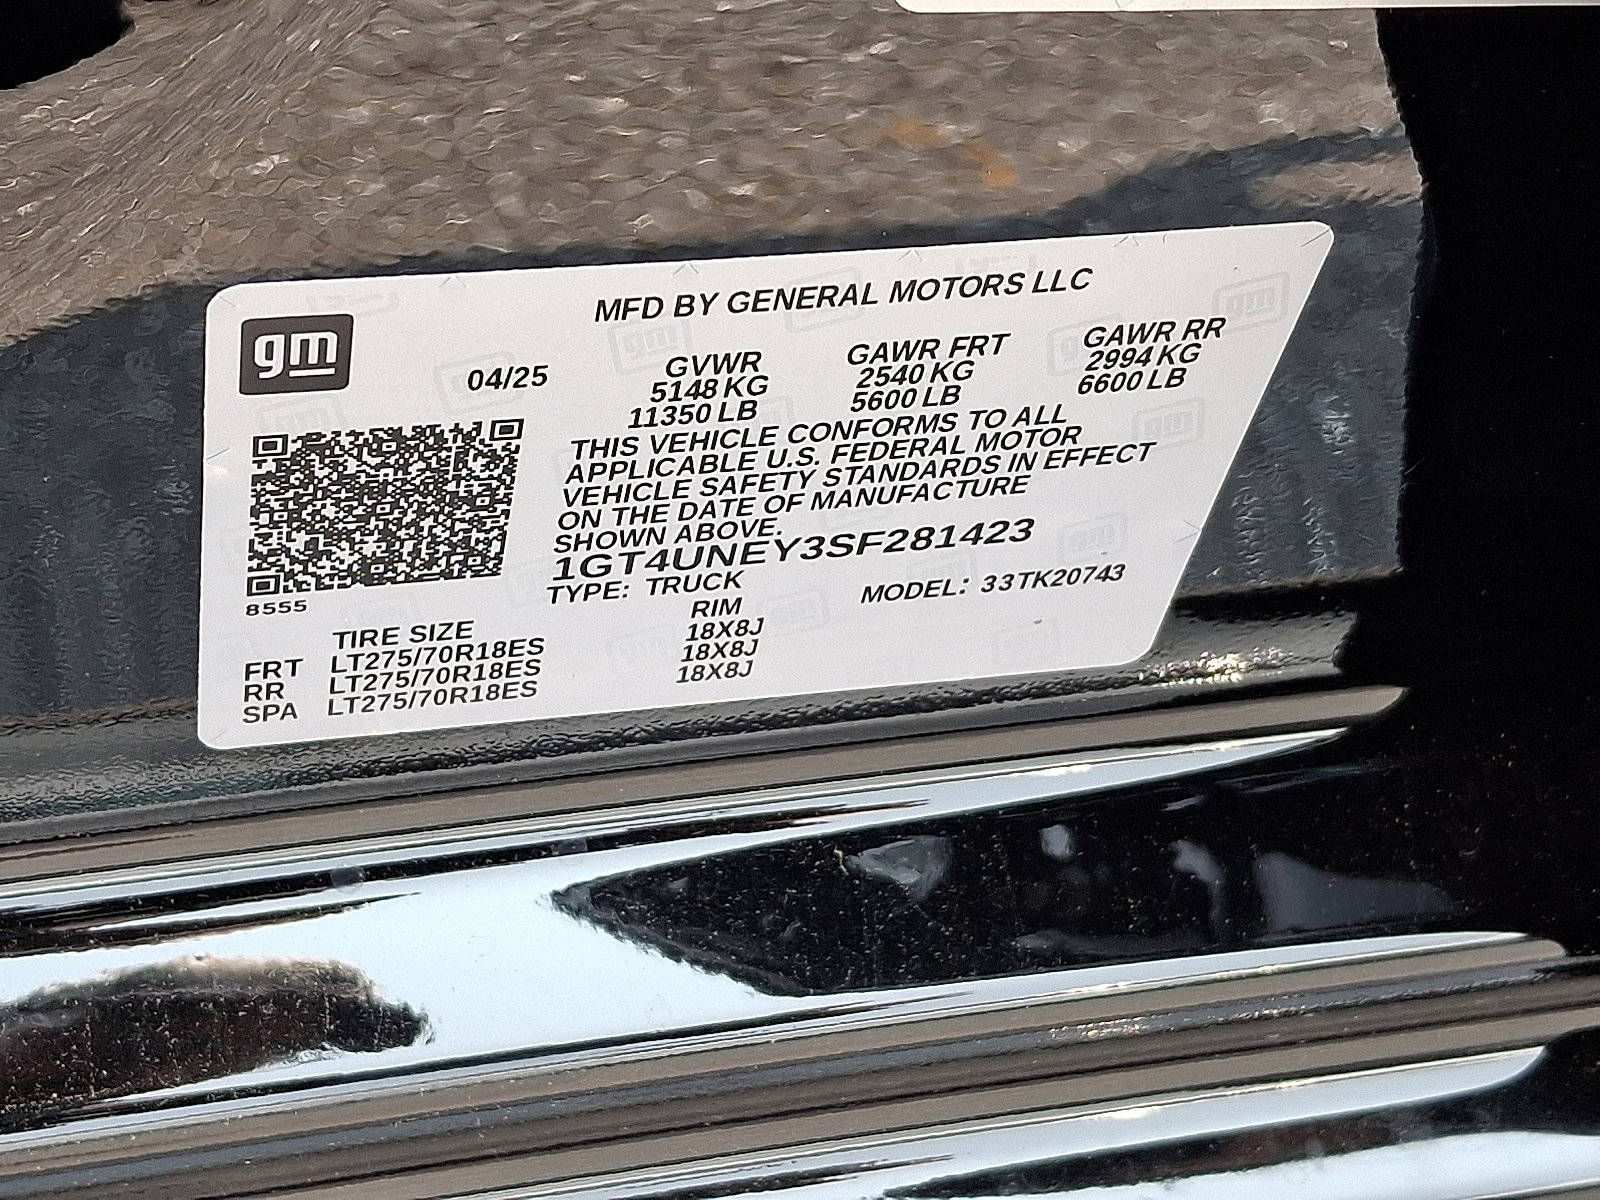 MFD BY GENERAL MOTORS LLC
gm
04/25
GVWR
5148 KG
11350 LB
GAWR FRT
2540 KG
5600 LB
GAWR RR
2994 KG
6600 LB
THIS VEHICLE CONFORMS TO ALL
APPLICABLE U.S. FEDERAL MOTOR
VEHICLE SAFETY STANDARDS IN EFFECT
ON THE DATE OF MANUFACTURE
SHOWN ABOVE.
1GT4UNEY3SF281423
TYPE: TRUCK
MODEL: 33TK20743
8555
TIRE SIZE RIM
FRT LT275/70R18ES 18X8J
RR LT275/70R18ES 18X8J
SPA LT275/70R18ES 18X8J